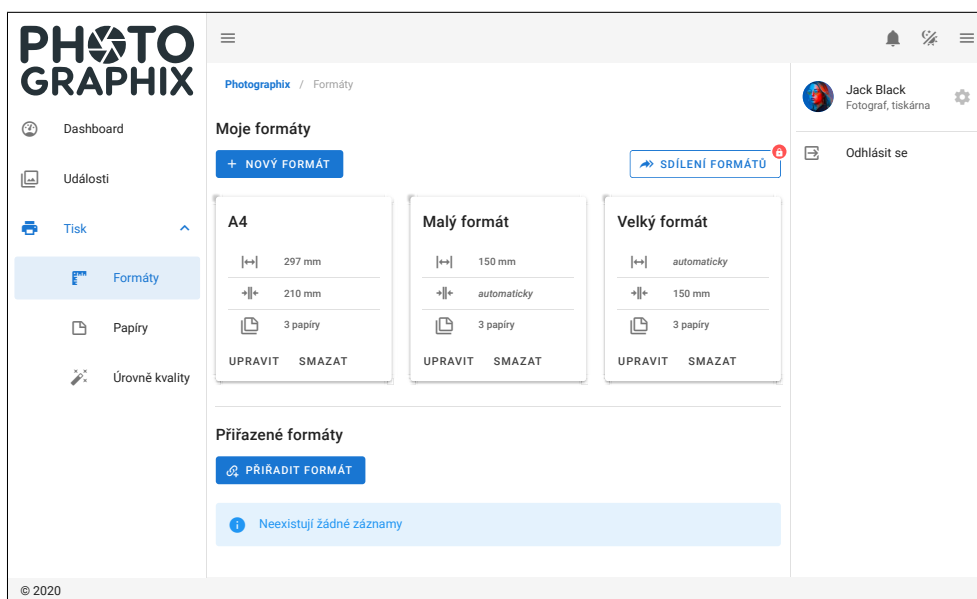 PHOTO
GRAPHIX
Dashboard
Události
Tisk
Formáty
Papíry
Úrovně kvality
Photographix / Formáty
Moje formáty
+ NOVÝ FORMÁT
SDÍLENÍ FORMÁTŮ
A4
297 mm
210 mm
3 papíry
UPRAVIT SMAZAT
Malý formát
150 mm
automaticky
3 papíry
UPRAVIT SMAZAT
Velký formát
automaticky
150 mm
3 papíry
UPRAVIT SMAZAT
Přiřazené formáty
PŘIŘADIT FORMÁT
Neexistují žádné záznamy
Jack Black
Fotograf, tiskárna
Odhlásit se
© 2020